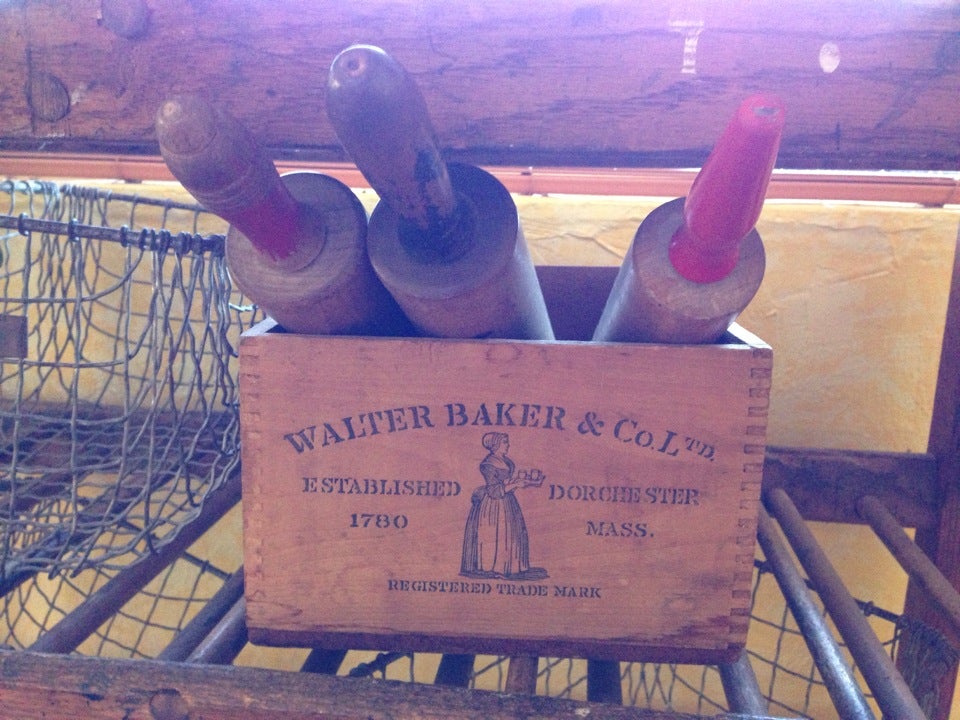 WALTER BAKER & CO. LTD.
ESTABLISHED DORCHESTER
1780 MASS.
REGISTERED TRADE MARK